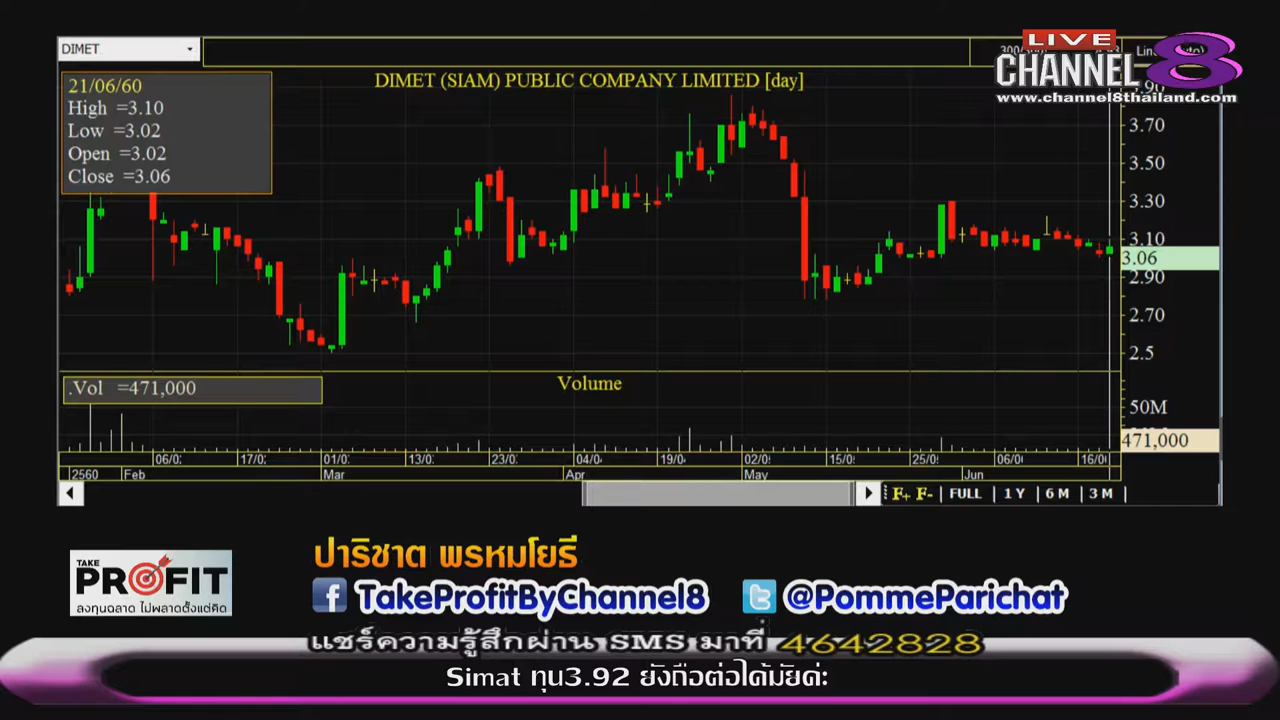 DIMET
DIMET (SIAM) PUBLIC COMPANY LIMITED [day]
LIVE
CHANNEL 8
www.channel8thailand.com
21/06/60
High =3.10
Low =3.02
Open =3.02
Close =3.06
3.70
3.50
3.30
3.10
3.06
2.90
2.70
2.5
.Vol =471,000
Volume
50M
471,000
06/0 17/0 01/0 13/0 23/0 04/0 19/0 02/0 15/0 25/0 06/0 16/0
2560 Feb Mar Apr May Jun
F+ F- FULL 1 Y 6 M 3 M
TAKE
PROFIT
ลงทุนฉลาด ไม่พลาดตั้งแต่คิด
ปาริชาต พรหมโยธี
TakeProfitByChannel8 @PommeParichat
แชร์ความรู้สึกผ่าน SMS มาที่ 4642828
Simat ทุน3.92 ยังถือต่อได้มัยค่ะ